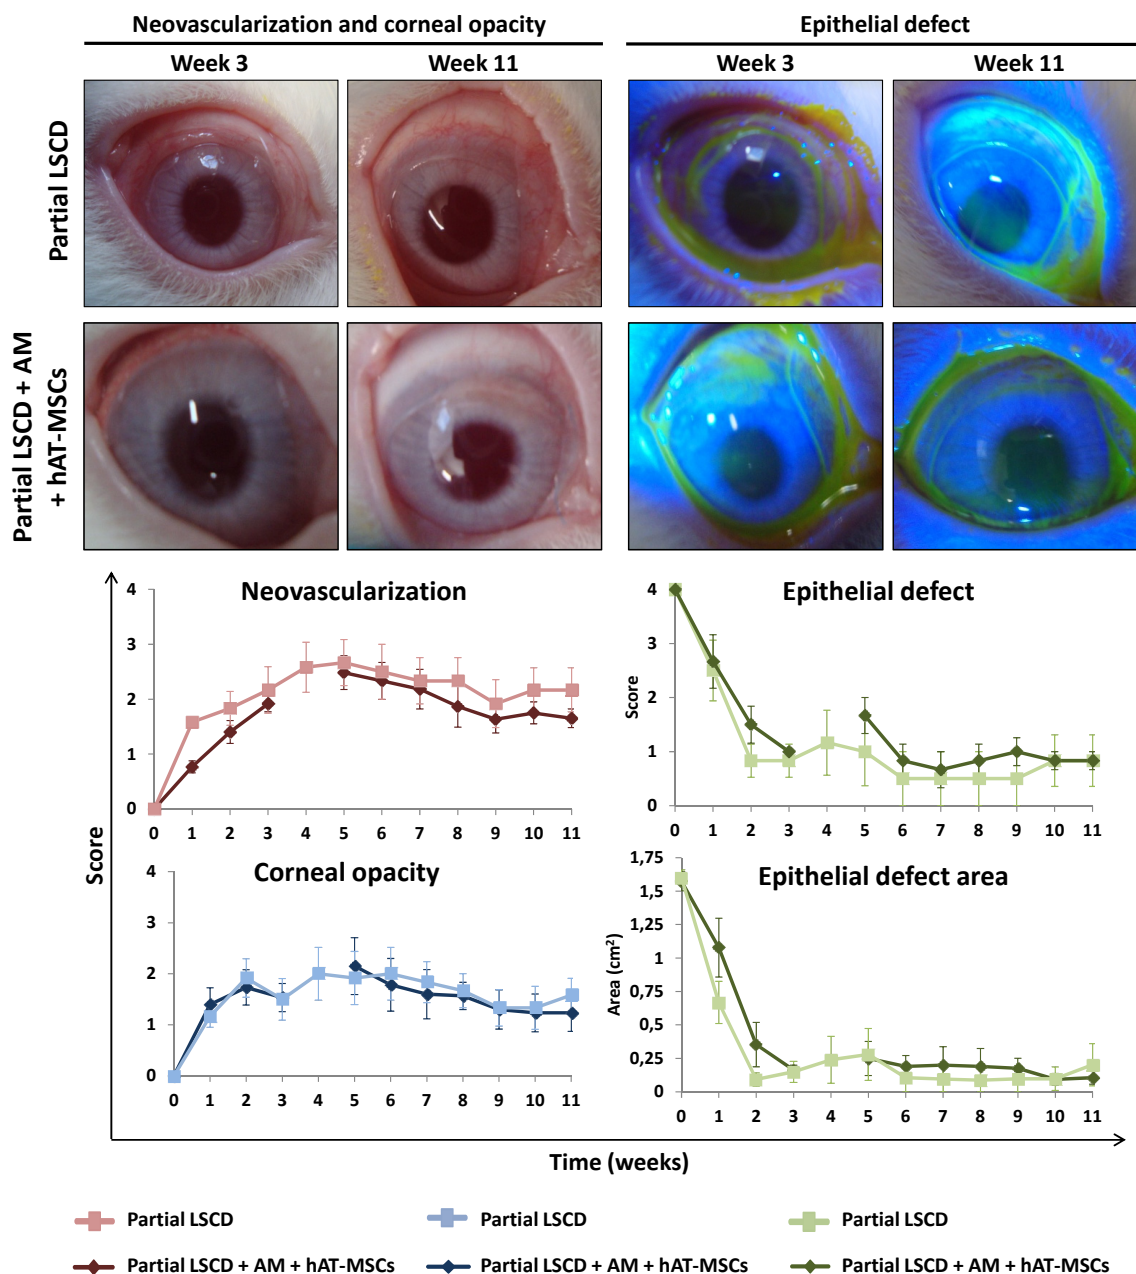 Neovascularization and corneal opacity
Epithelial defect
Week 3
Week 11
Week 3
Week 11
Partial LSCD
Partial LSCD + AM
+ hAT-MSCs
Neovascularization
4
3
2
1
0
0 1 2 3 4 5 6 7 8 9 10 11
Epithelial defect
Score
4
3
2
1
0
0 1 2 3 4 5 6 7 8 9 10 11
Score
Corneal opacity
4
3
2
1
0
0 1 2 3 4 5 6 7 8 9 10 11
Epithelial defect area
Area (cm²)
1,75
1,5
1,25
1
0,75
0,5
0,25
0
0 1 2 3 4 5 6 7 8 9 10 11
Time (weeks)
Partial LSCD
Partial LSCD
Partial LSCD
Partial LSCD + AM + hAT-MSCs
Partial LSCD + AM + hAT-MSCs
Partial LSCD + AM + hAT-MSCs